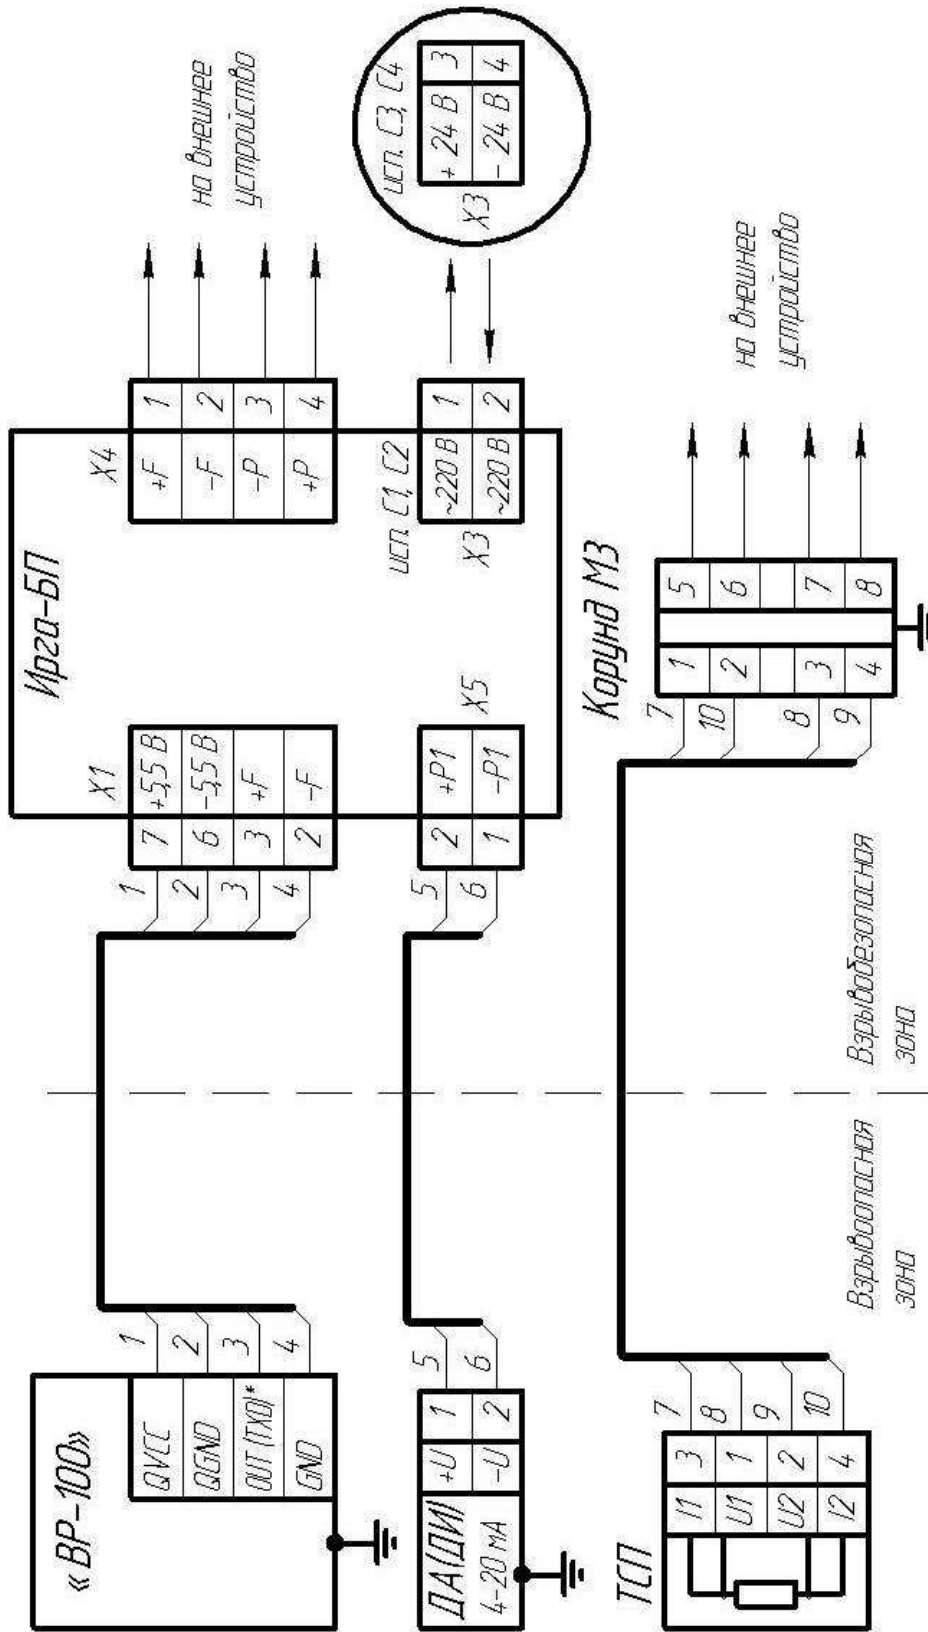 «ВР-100»
QVCC
QGND
OUT (TXD)*
GND
1
2
3
4
1
2
3
4
Ирга-БП
X1
7
+5,5 В
6
-5,5 В
3
+F
2
-F
X4
+F
1
-F
2
-P
3
+P
4
на внешнее
устройство
ДА(ДИ)
4-20 мА
+U
1
-U
2
5
6
5
6
2
+P1
1
-P1
X5
исп. С1, С2
X3
~220 В
1
~220 В
2
исп. С3, С4
X3
+ 24 В
3
- 24 В
4
ТСП
I1
3
U1
1
U2
2
I2
4
7
8
9
10
Корунд М3
7
10
8
9
1
2
3
4
5
6
7
8
на внешнее
устройство
Взрывоопасная
зона
Взрывобезопасная
зона